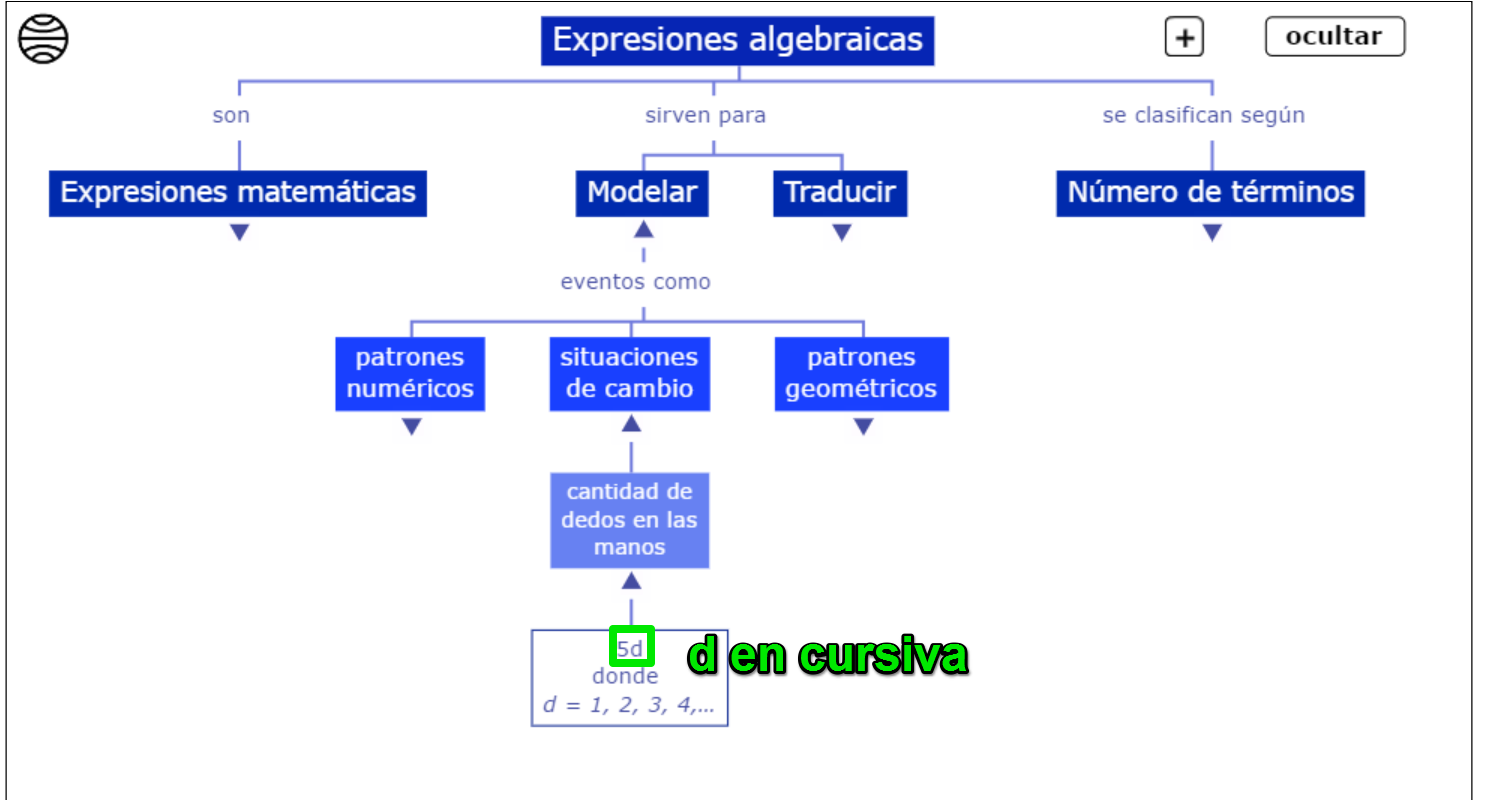 Expresiones algebraicas
+
ocultar
son
sirven para
se clasifican según
Expresiones matemáticas
Modelar
Traducir
Número de términos
eventos como
patrones
numéricos
situaciones
de cambio
patrones
geométricos
cantidad de
dedos en las
manos
5d
d en cursiva
donde
d = 1, 2, 3, 4,...